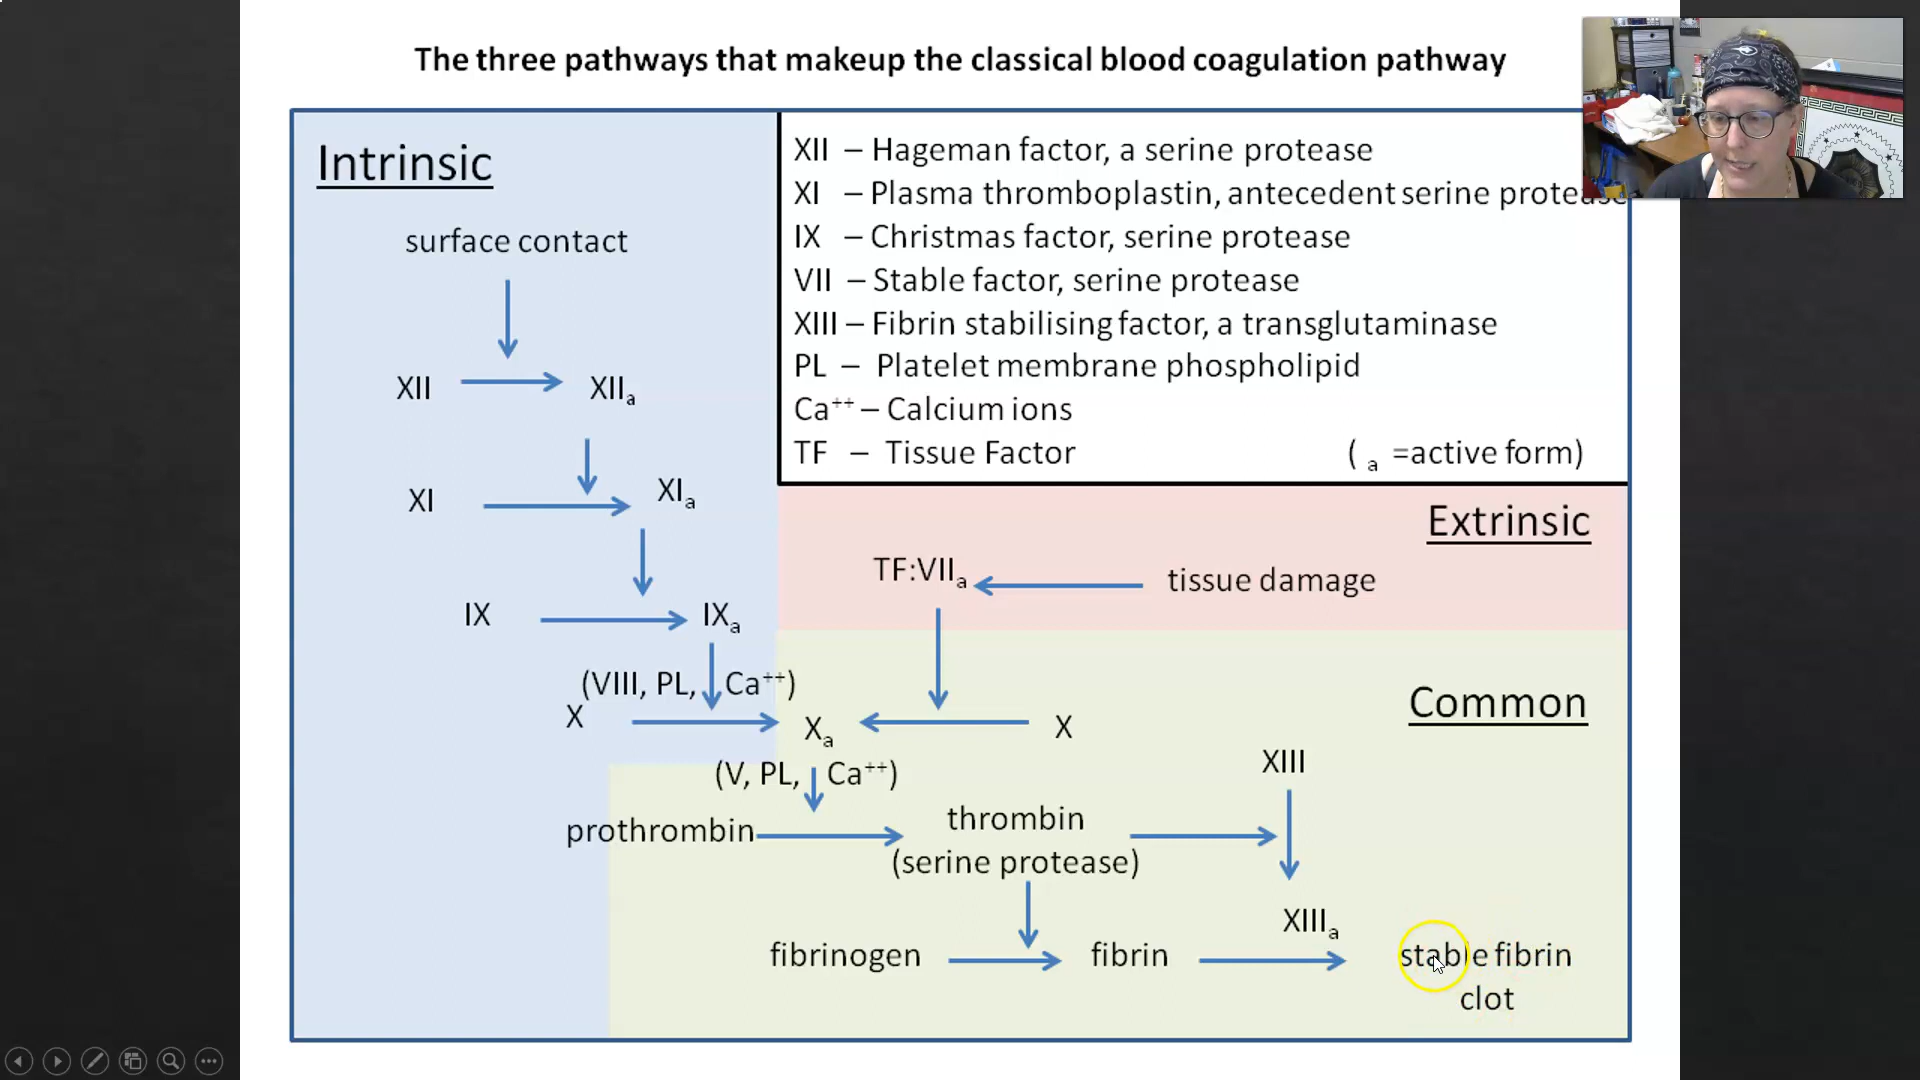 The three pathways that makeup the classical blood coagulation pathway
Intrinsic
surface contact
XII
XIIa
XI
XIa
IX
IXa
(VIII, PL, Ca++)
X
Xa
XII – Hageman factor, a serine protease
XI – Plasma thromboplastin, antecedent serine protease
IX – Christmas factor, serine protease
VII – Stable factor, serine protease
XIII – Fibrin stabilising factor, a transglutaminase
PL – Platelet membrane phospholipid
Ca++ – Calcium ions
TF – Tissue Factor ( a =active form)
Extrinsic
TF:VIIa
tissue damage
Common
X
(V, PL, Ca++)
prothrombin
thrombin
(serine protease)
XIII
XIIIa
fibrinogen
fibrin
stable fibrin
clot